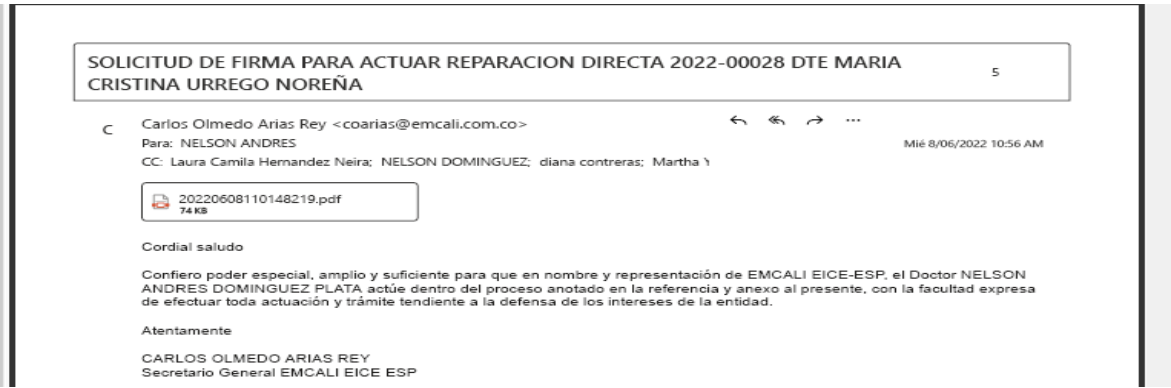 SOLICITUD DE FIRMA PARA ACTUAR REPARACION DIRECTA 2022-00028 DTE MARIA
CRISTINA URREGO NOREÑA
5
C
Carlos Olmedo Arias Rey <coarias@emcali.com.co>
Para: NELSON ANDRES
Mié 8/06/2022 10:56 AM
CC: Laura Camila Hernandez Neira; NELSON DOMINGUEZ; diana contreras; Martha
20220608110148219.pdf
74 KB
Cordial saludo
Confiero poder especial, amplio y suficiente para que en nombre y representación de EMCALI EICE-ESP, el Doctor NELSON
ANDRES DOMINGUEZ PLATA actúe dentro del proceso anotado en la referencia y anexo al presente, con la facultad expresa
de efectuar toda actuación y trámite tendiente a la defensa de los intereses de la entidad.
Atentamente
CARLOS OLMEDO ARIAS REY
Secretario General EMCALI EICE ESP